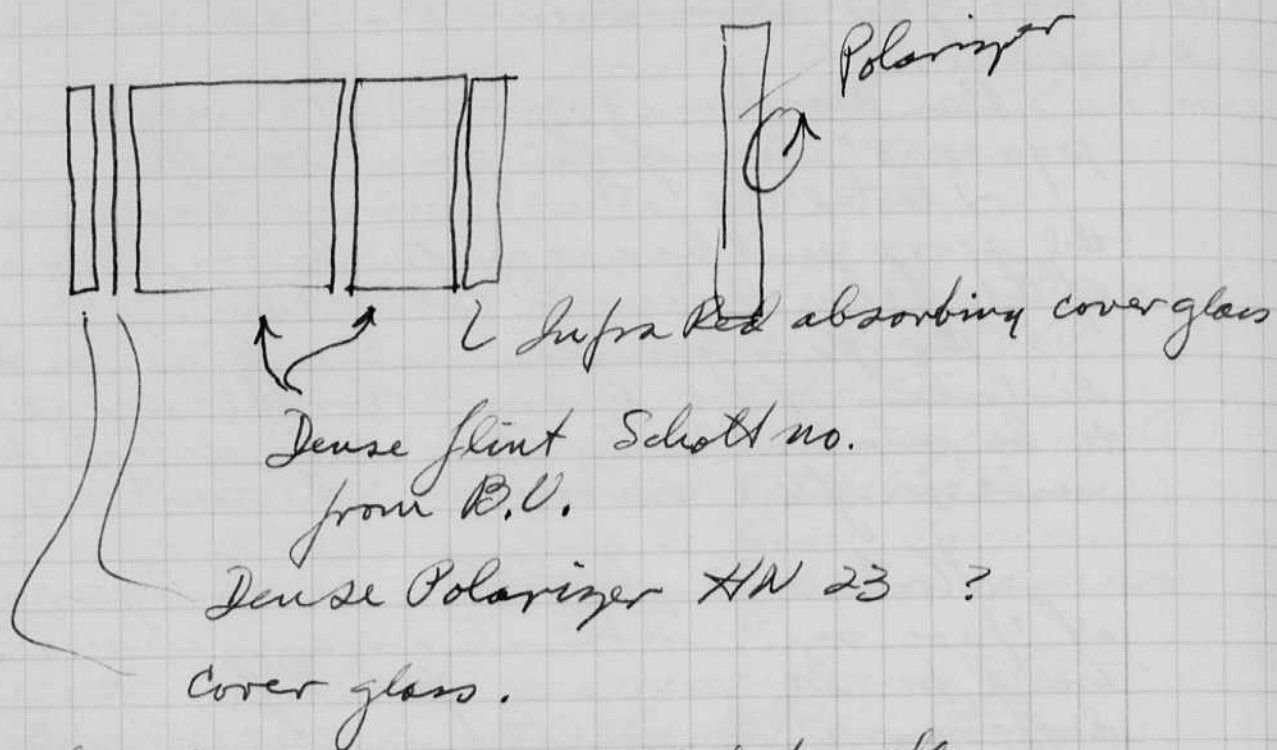 Polarizer
Infra Red absorbing cover glass
Dense flint Schott no.
from B.U.
Dense Polarizer HN 23 ?
cover glass.